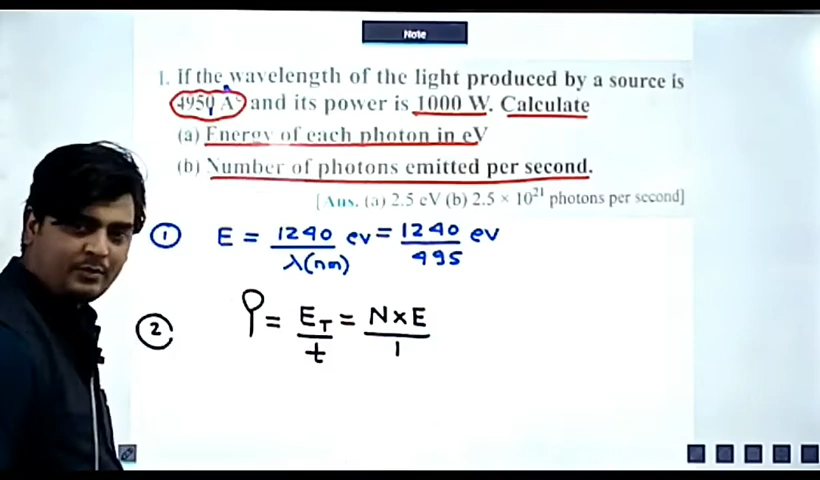 Note
1. If the wavelength of the light produced by a source is
4950 A° and its power is 1000 W. Calculate
(a) Energy of each photon in eV
(b) Number of photons emitted per second.
[Ans. (a) 2.5 eV (b) 2.5 × 10²¹ photons per second]
① E = 1240/λ(nm) ev = 1240/495 ev
② P = E_T/t = N×E/1